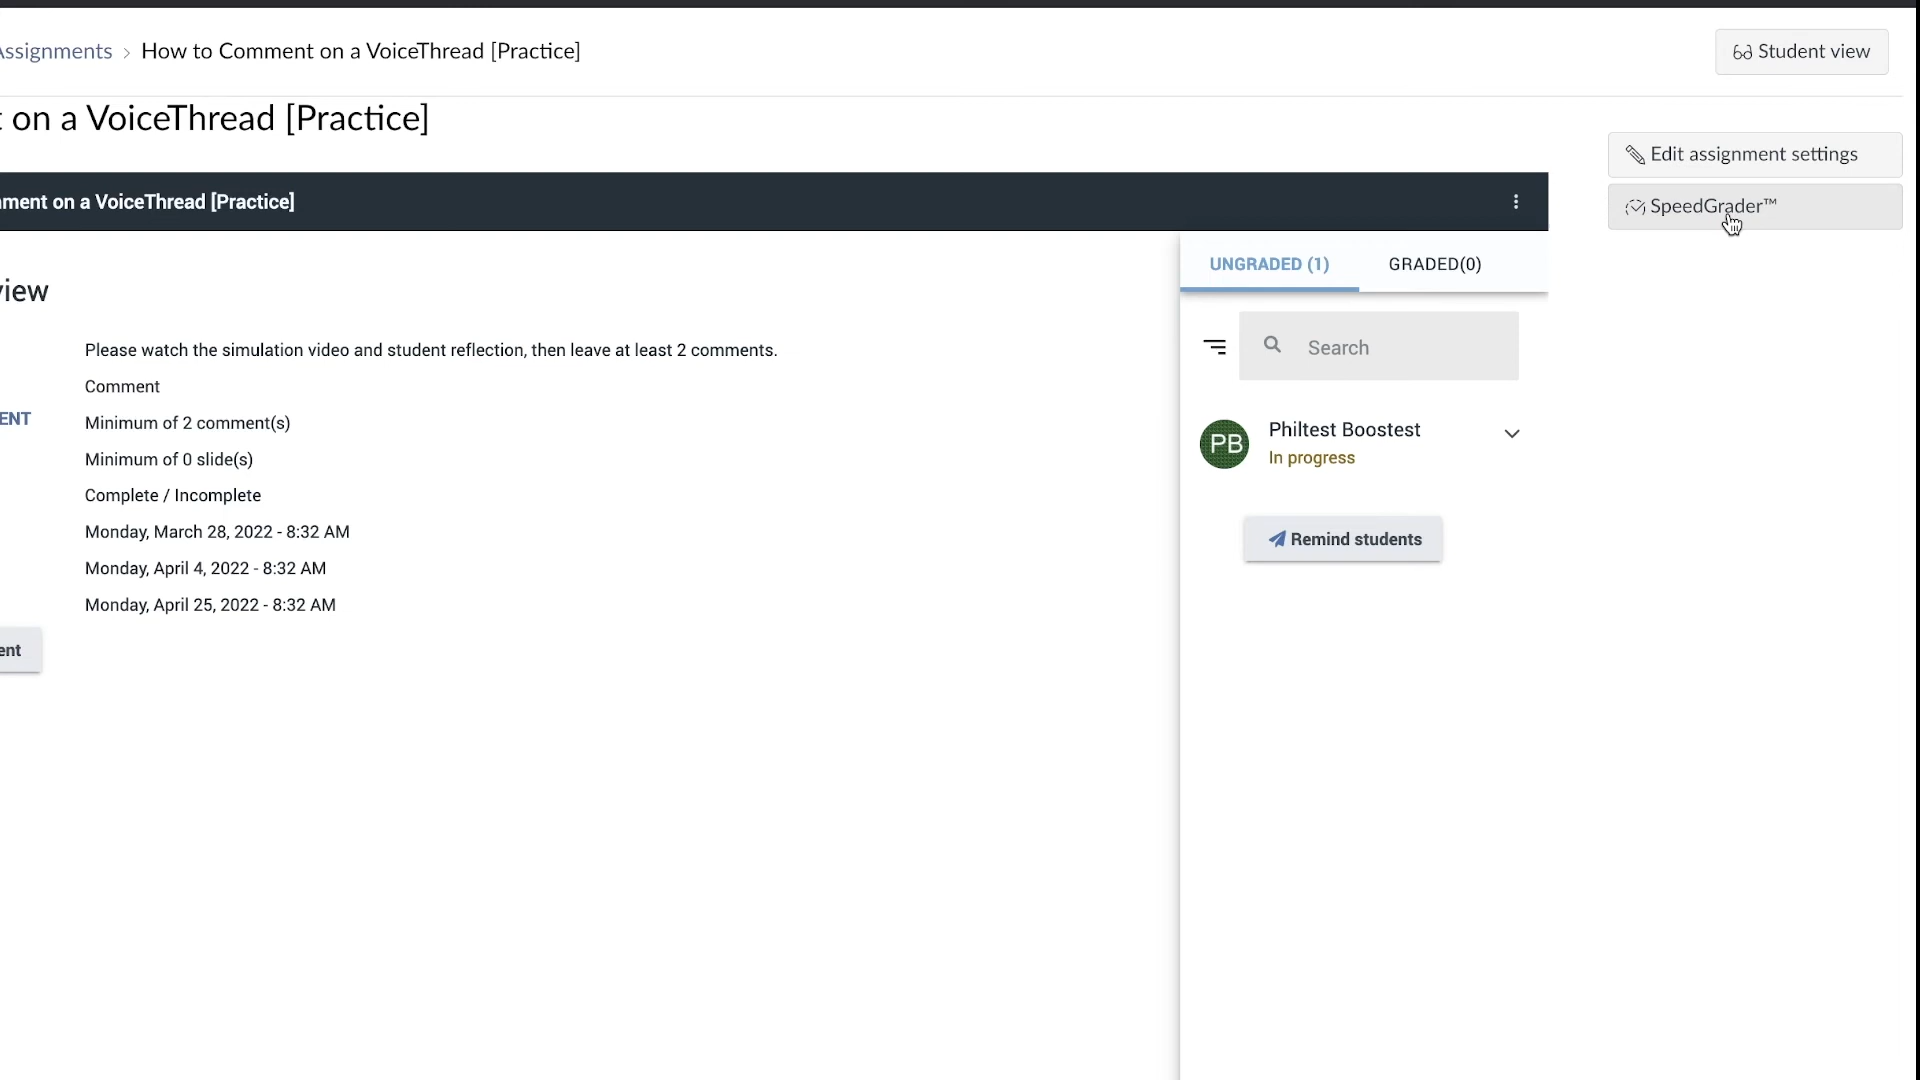 Assignments > How to Comment on a VoiceThread [Practice]
Student view
on a VoiceThread [Practice]
Edit assignment settings
ment on a VoiceThread [Practice]
SpeedGrader™
UNGRADED (1)
GRADED(0)
view
Search
Please watch the simulation video and student reflection, then leave at least 2 comments.
Comment
ENT
Minimum of 2 comment(s)
PB
Philtest Boostest
In progress
Minimum of 0 slide(s)
Complete / Incomplete
Monday, March 28, 2022 - 8:32 AM
Remind students
Monday, April 4, 2022 - 8:32 AM
Monday, April 25, 2022 - 8:32 AM
ent